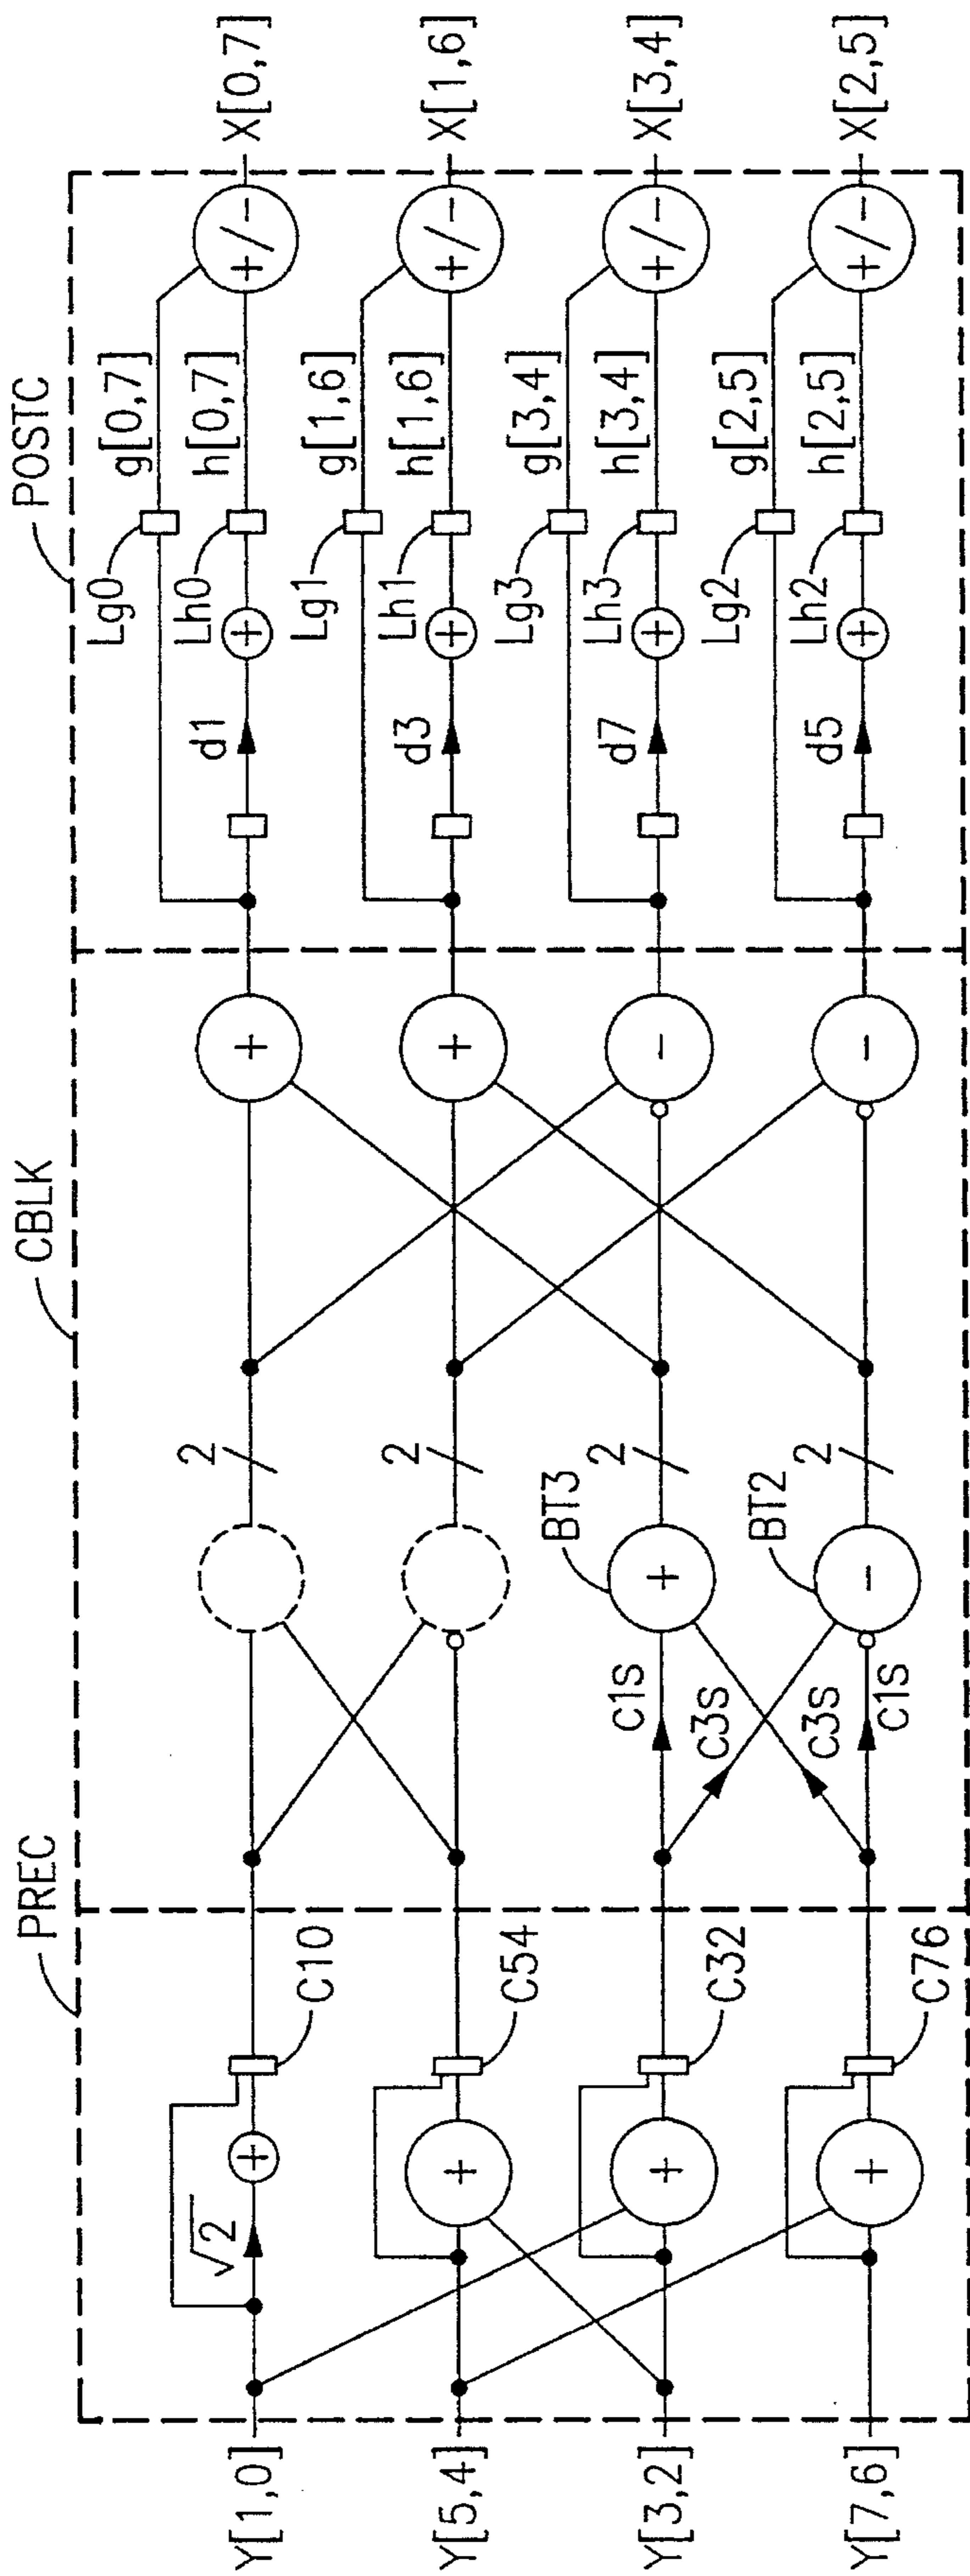 PREC
CBLK
POSTC
Y[1,0]
√2
+
C10
2
+
d1
Lg0
Lh0
+
g[0,7]
h[0,7]
+/-
X[0,7]
Y[5,4]
+
C54
2
+
d3
Lg1
Lh1
+
g[1,6]
h[1,6]
+/-
X[1,6]
Y[3,2]
+
C32
C1S
C3S
BT3
+
2
-
d7
Lg3
Lh3
+
g[3,4]
h[3,4]
+/-
X[3,4]
Y[7,6]
+
C76
C3S
C1S
BT2
-
2
-
d5
Lg2
Lh2
+
g[2,5]
h[2,5]
+/-
X[2,5]